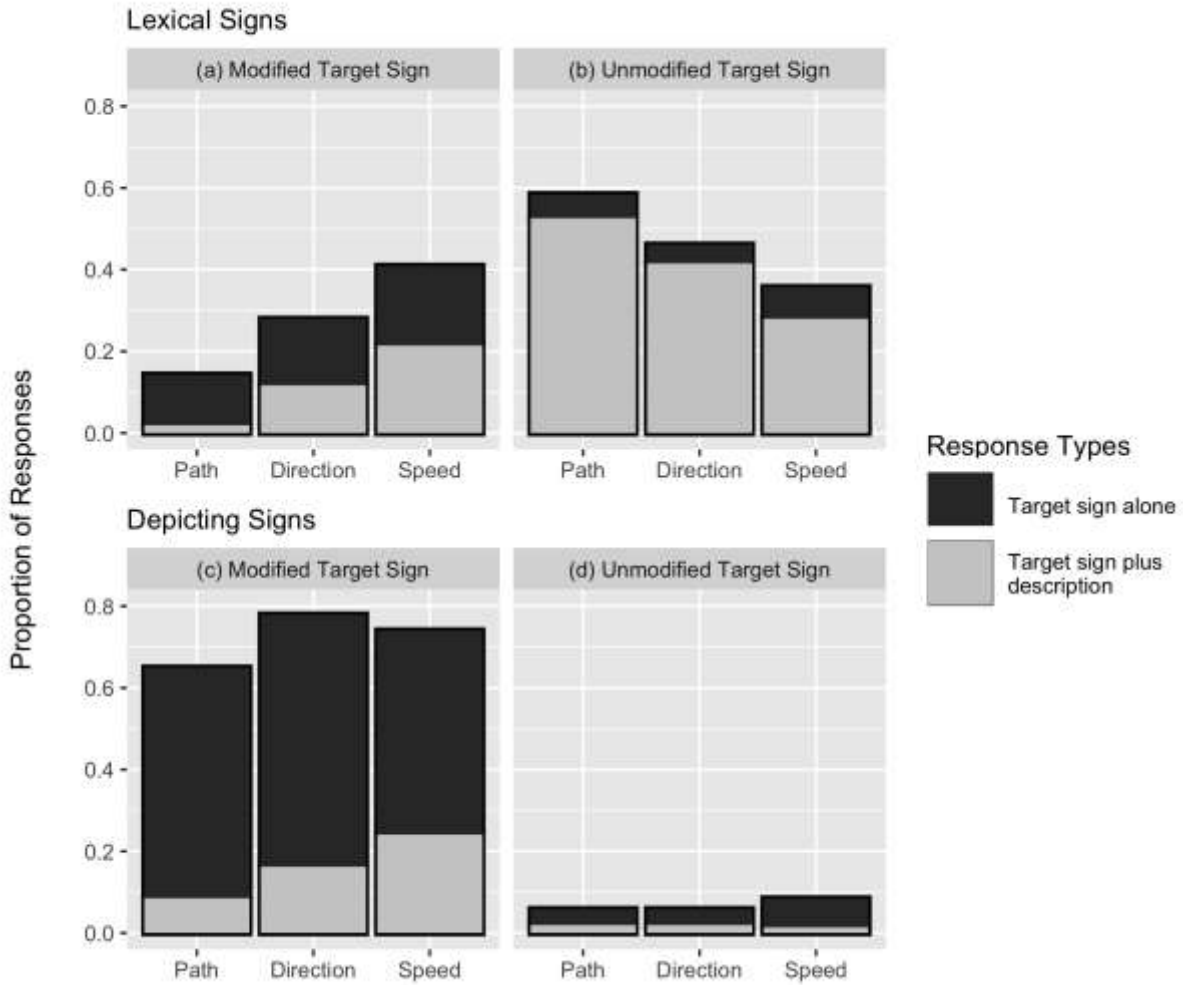 Lexical Signs
(a) Modified Target Sign
(b) Unmodified Target Sign
0.8
0.6
0.4
0.2
0.0
Path Direction Speed
Path Direction Speed
Proportion of Responses
Depicting Signs
(c) Modified Target Sign
(d) Unmodified Target Sign
0.8
0.6
0.4
0.2
0.0
Path Direction Speed
Path Direction Speed
Response Types
Target sign alone
Target sign plus
description